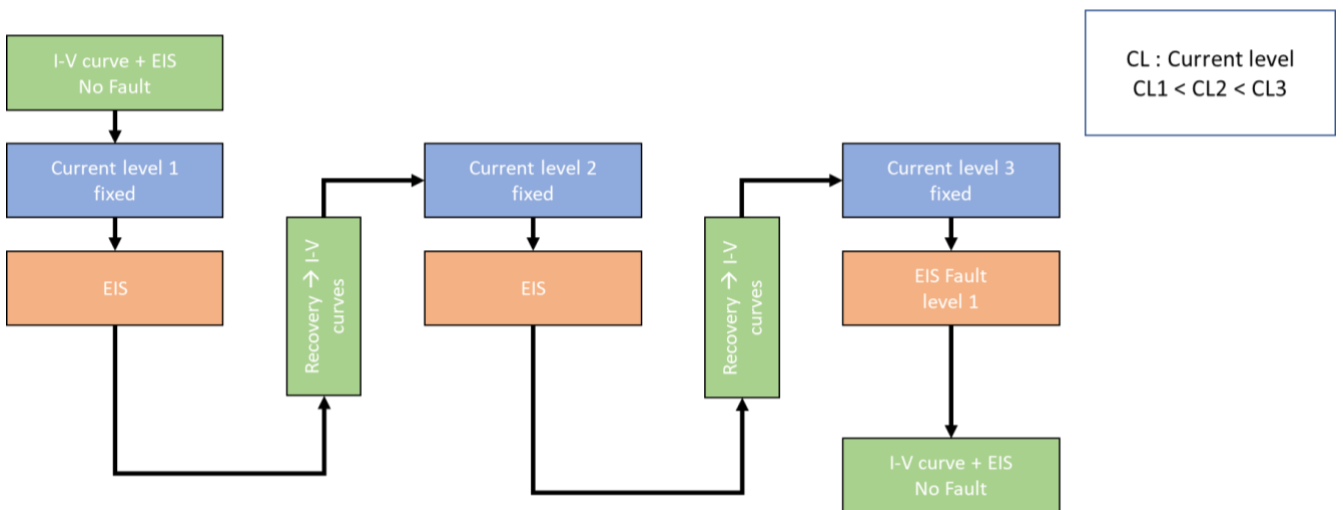 I-V curve + EIS
No Fault
Current level 1
fixed
EIS
Recovery → I-V
curves
Current level 2
fixed
EIS
Recovery → I-V
curves
Current level 3
fixed
EIS Fault
level 1
I-V curve + EIS
No Fault
CL : Current level
CL1 < CL2 < CL3